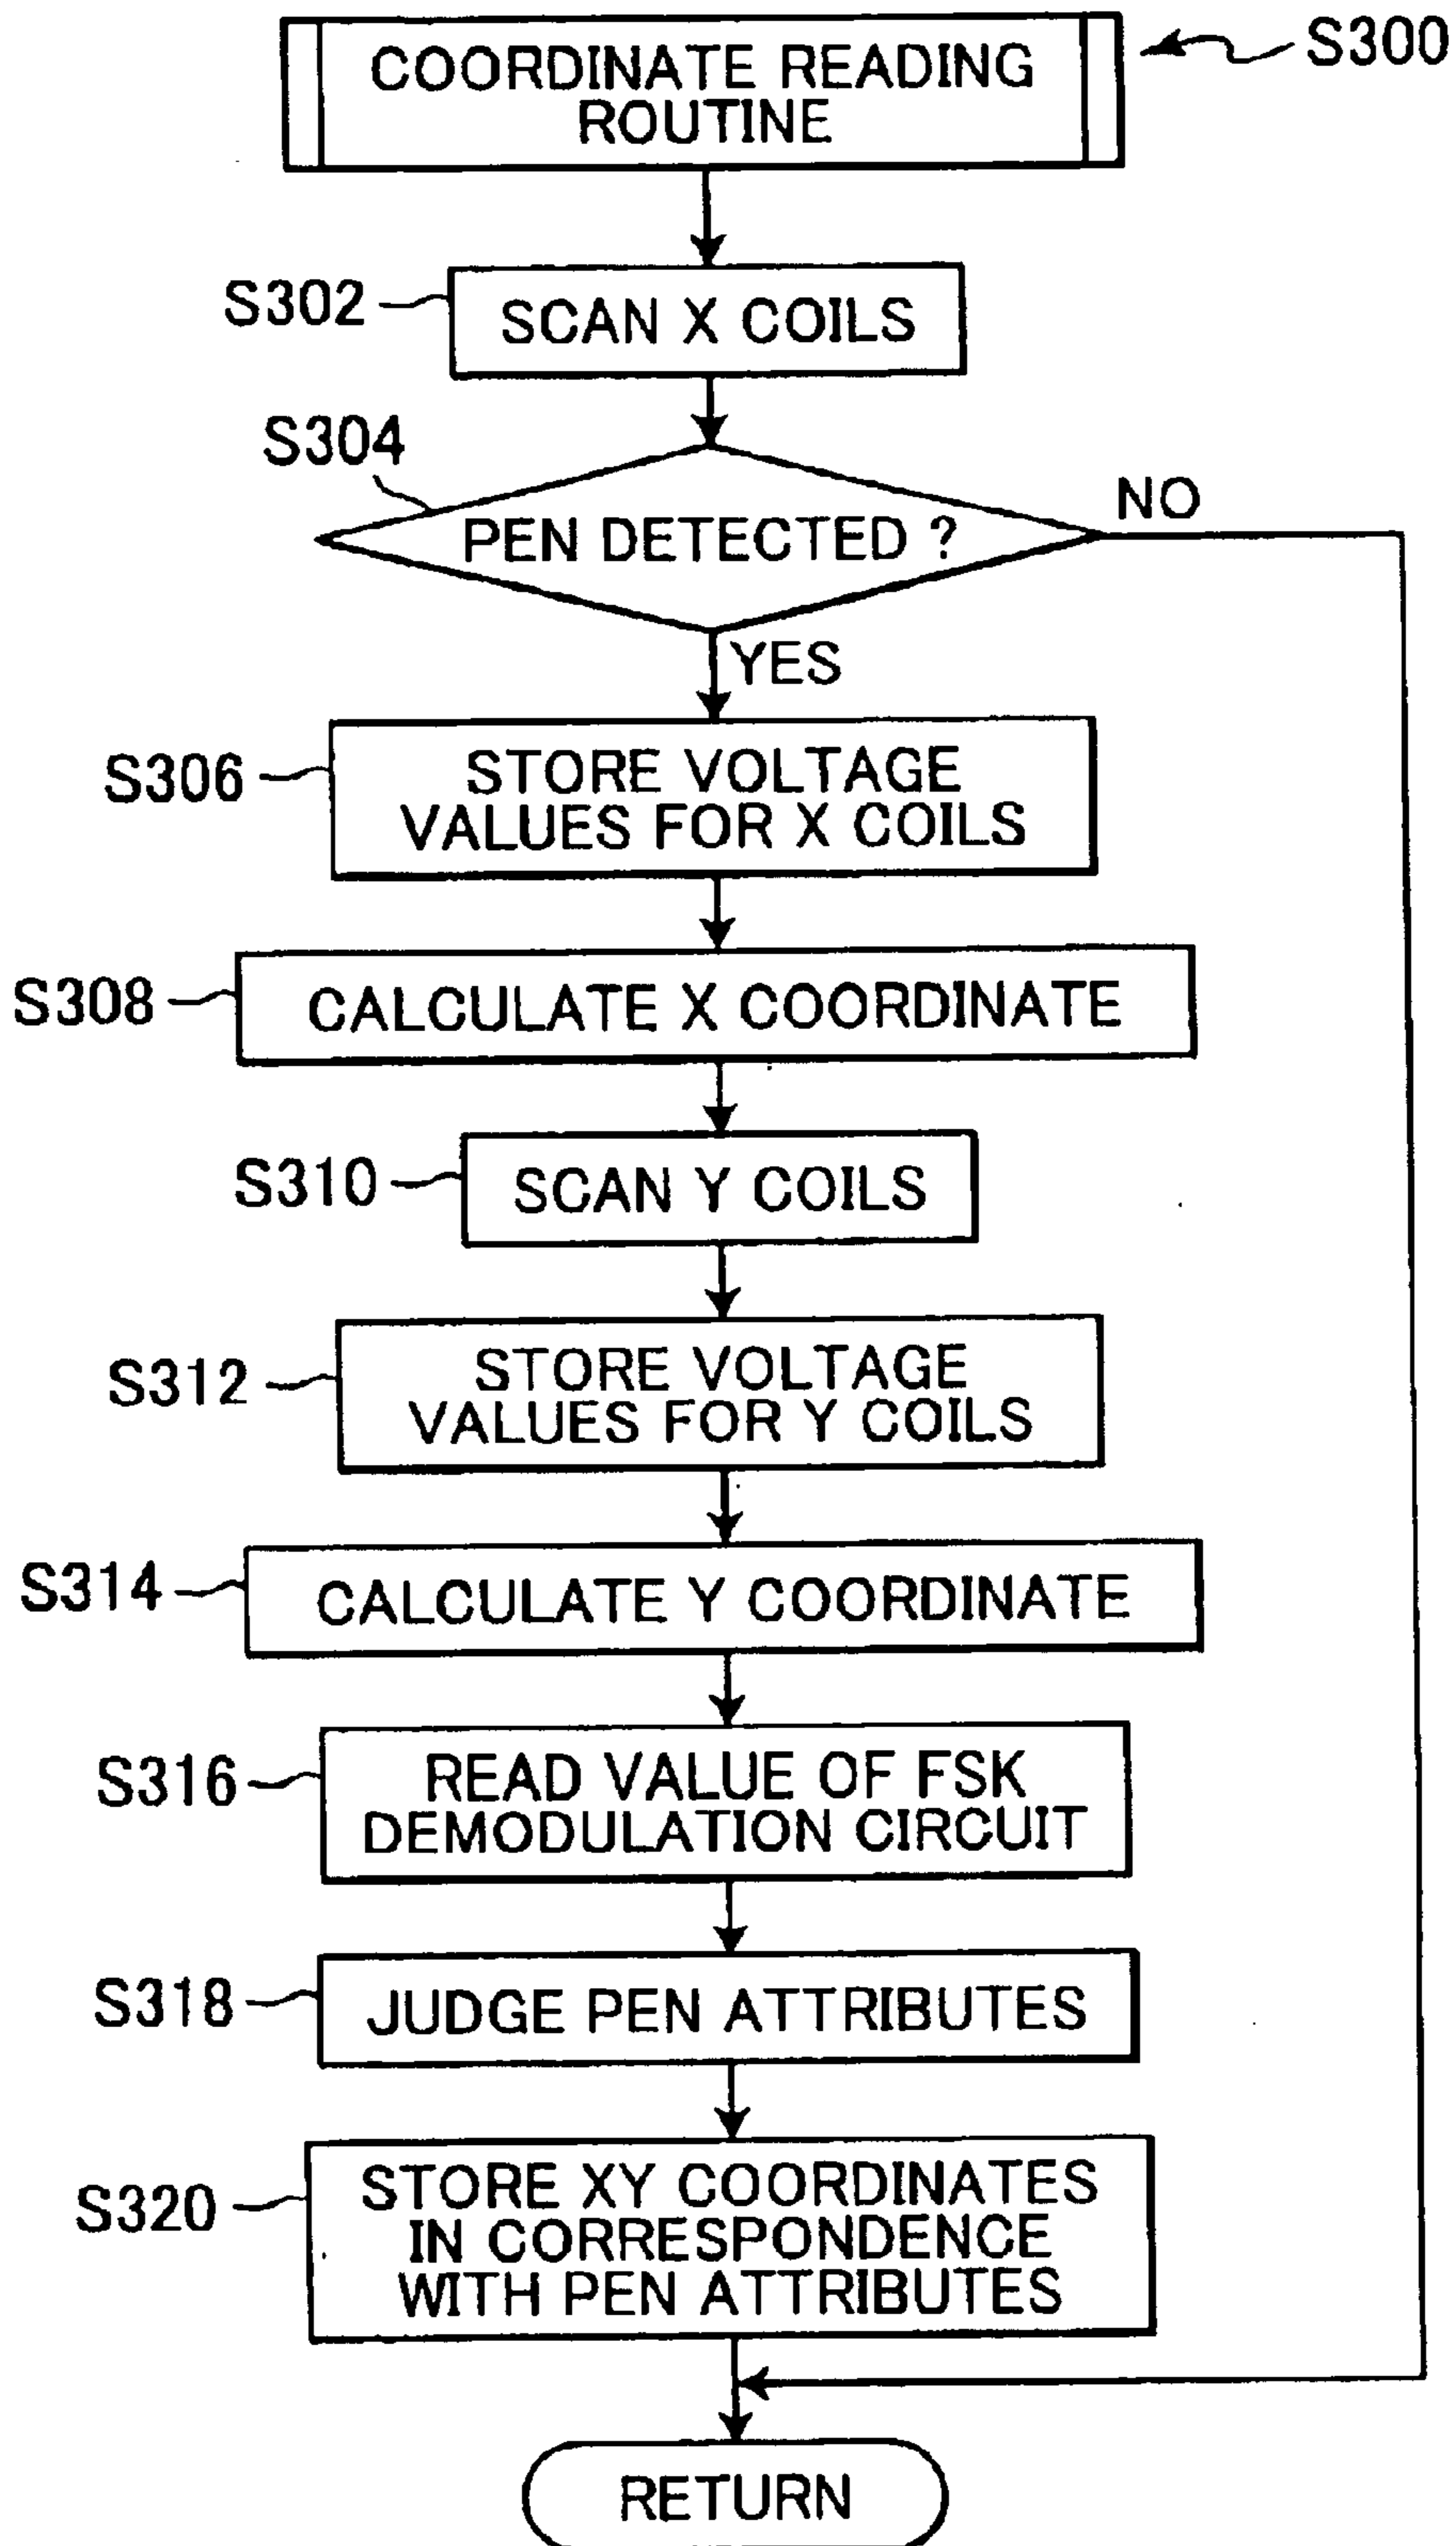 COORDINATE READING
ROUTINE
S300
S302
SCAN X COILS
S304
PEN DETECTED ?
NO
YES
S306
STORE VOLTAGE
VALUES FOR X COILS
S308
CALCULATE X COORDINATE
S310
SCAN Y COILS
S312
STORE VOLTAGE
VALUES FOR Y COILS
S314
CALCULATE Y COORDINATE
S316
READ VALUE OF FSK
DEMODULATION CIRCUIT
S318
JUDGE PEN ATTRIBUTES
S320
STORE XY COORDINATES
IN CORRESPONDENCE
WITH PEN ATTRIBUTES
RETURN